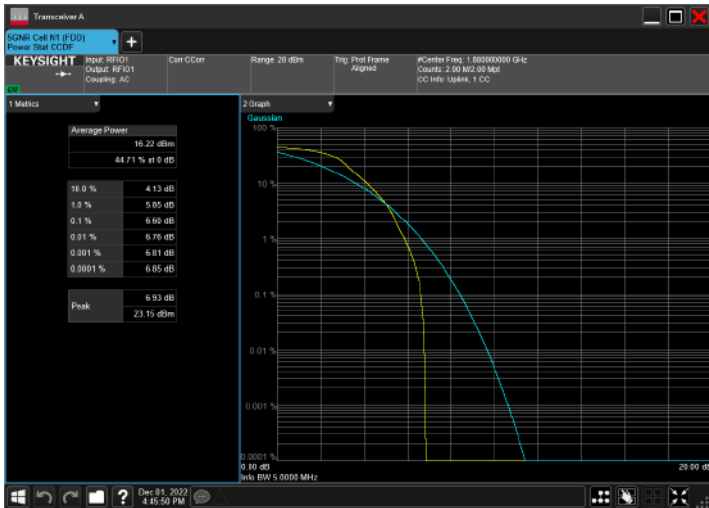 Transceiver A
5GNR Cell N1 (FDD)
Power Stat CCDF
KEYSIGHT
Input: RFIO1
Output: RFIO1
Coupling: AC
Corr CCorr
Range: 20 dBm
Trig: Prot Frame
Aligned
#Center Freq: 1.880000000 GHz
Counts: 2.00 M/2.00 Mpt
CC Info: Uplink, 1 CC
1 Metrics
Average Power
16.22 dBm
44.71 % at 0 dB
10.0 % 4.13 dB
1.0 % 5.85 dB
0.1 % 6.60 dB
0.01 % 6.76 dB
0.001 % 6.81 dB
0.0001 % 6.85 dB
Peak
6.93 dB
23.15 dBm
2 Graph
Gaussian
100 %
10 %
1 %
0.1 %
0.01 %
0.001 %
0.0001 %
0.00 dB
20.00 dB
Info BW 5.0000 MHz
Dec 01, 2022
4:45:50 PM